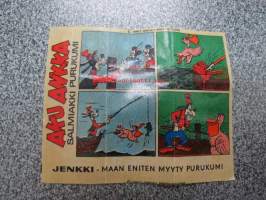 AKU ANKKA
SALMIAKKI PURUKUMI
JENKKI - MAAN ENITEN MYYTY PURUKUMI